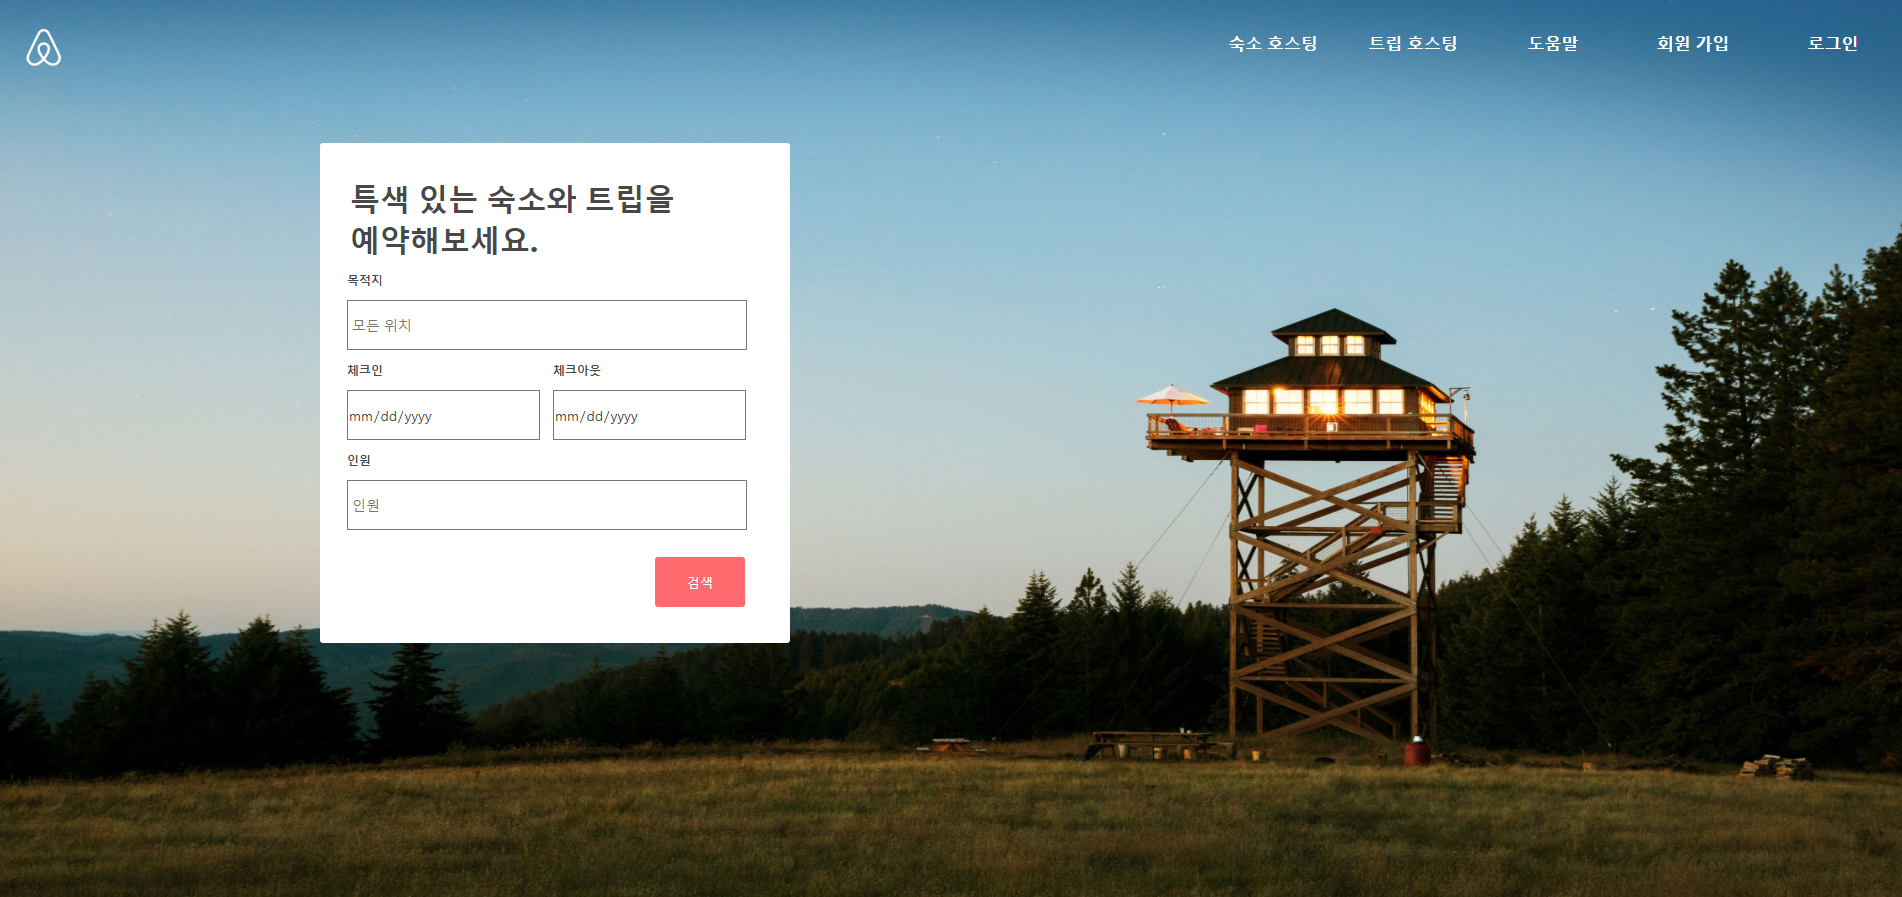 숙소 호스팅
트립 호스팅
도움말
회원 가입
로그인
특색 있는 숙소와 트립을
예약해보세요.
목적지
모든 위치
체크인
체크아웃
mm/dd/yyyy
mm/dd/yyyy
인원
인원
검색